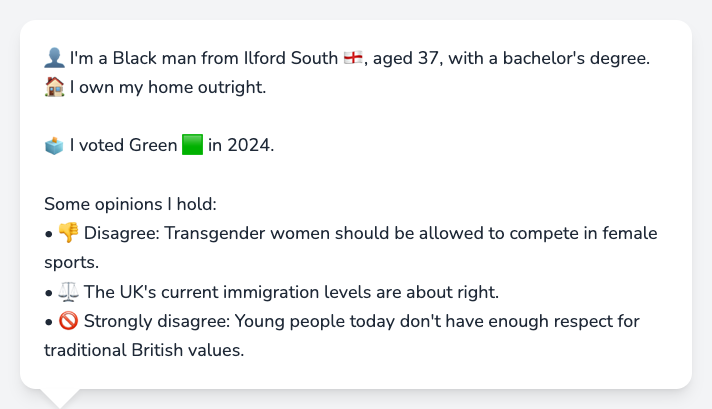 👤 I'm a Black man from Ilford South 🏴󠁧󠁢󠁥󠁮󠁧󠁿, aged 37, with a bachelor's degree.
🏠 I own my home outright.
🗳️ I voted Green 🟩 in 2024.
Some opinions I hold:
• 👎 Disagree: Transgender women should be allowed to compete in female
sports.
• ⚖️ The UK's current immigration levels are about right.
• 🚫 Strongly disagree: Young people today don't have enough respect for
traditional British values.